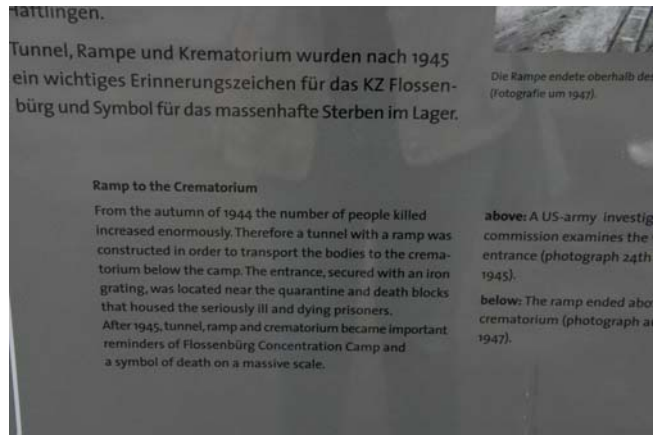 Häftlingen.
Tunnel, Rampe und Krematorium wurden nach 1945
ein wichtiges Erinnerungszeichen für das KZ Flossen-
bürg und Symbol für das massenhafte Sterben im Lager.
Die Rampe endete oberhalb des
(Fotografie um 1947).
Ramp to the Crematorium
From the autumn of 1944 the number of people killed
increased enormously. Therefore a tunnel with a ramp was
constructed in order to transport the bodies to the crema-
torium below the camp. The entrance, secured with an iron
grating, was located near the quarantine and death blocks
that housed the seriously ill and dying prisoners.
After 1945, tunnel, ramp and crematorium became important
reminders of Flossenbürg Concentration Camp and
a symbol of death on a massive scale.
above: A US-army investig
commission examines the
entrance (photograph 24th
1945).
below: The ramp ended abo
crematorium (photograph a
1947).